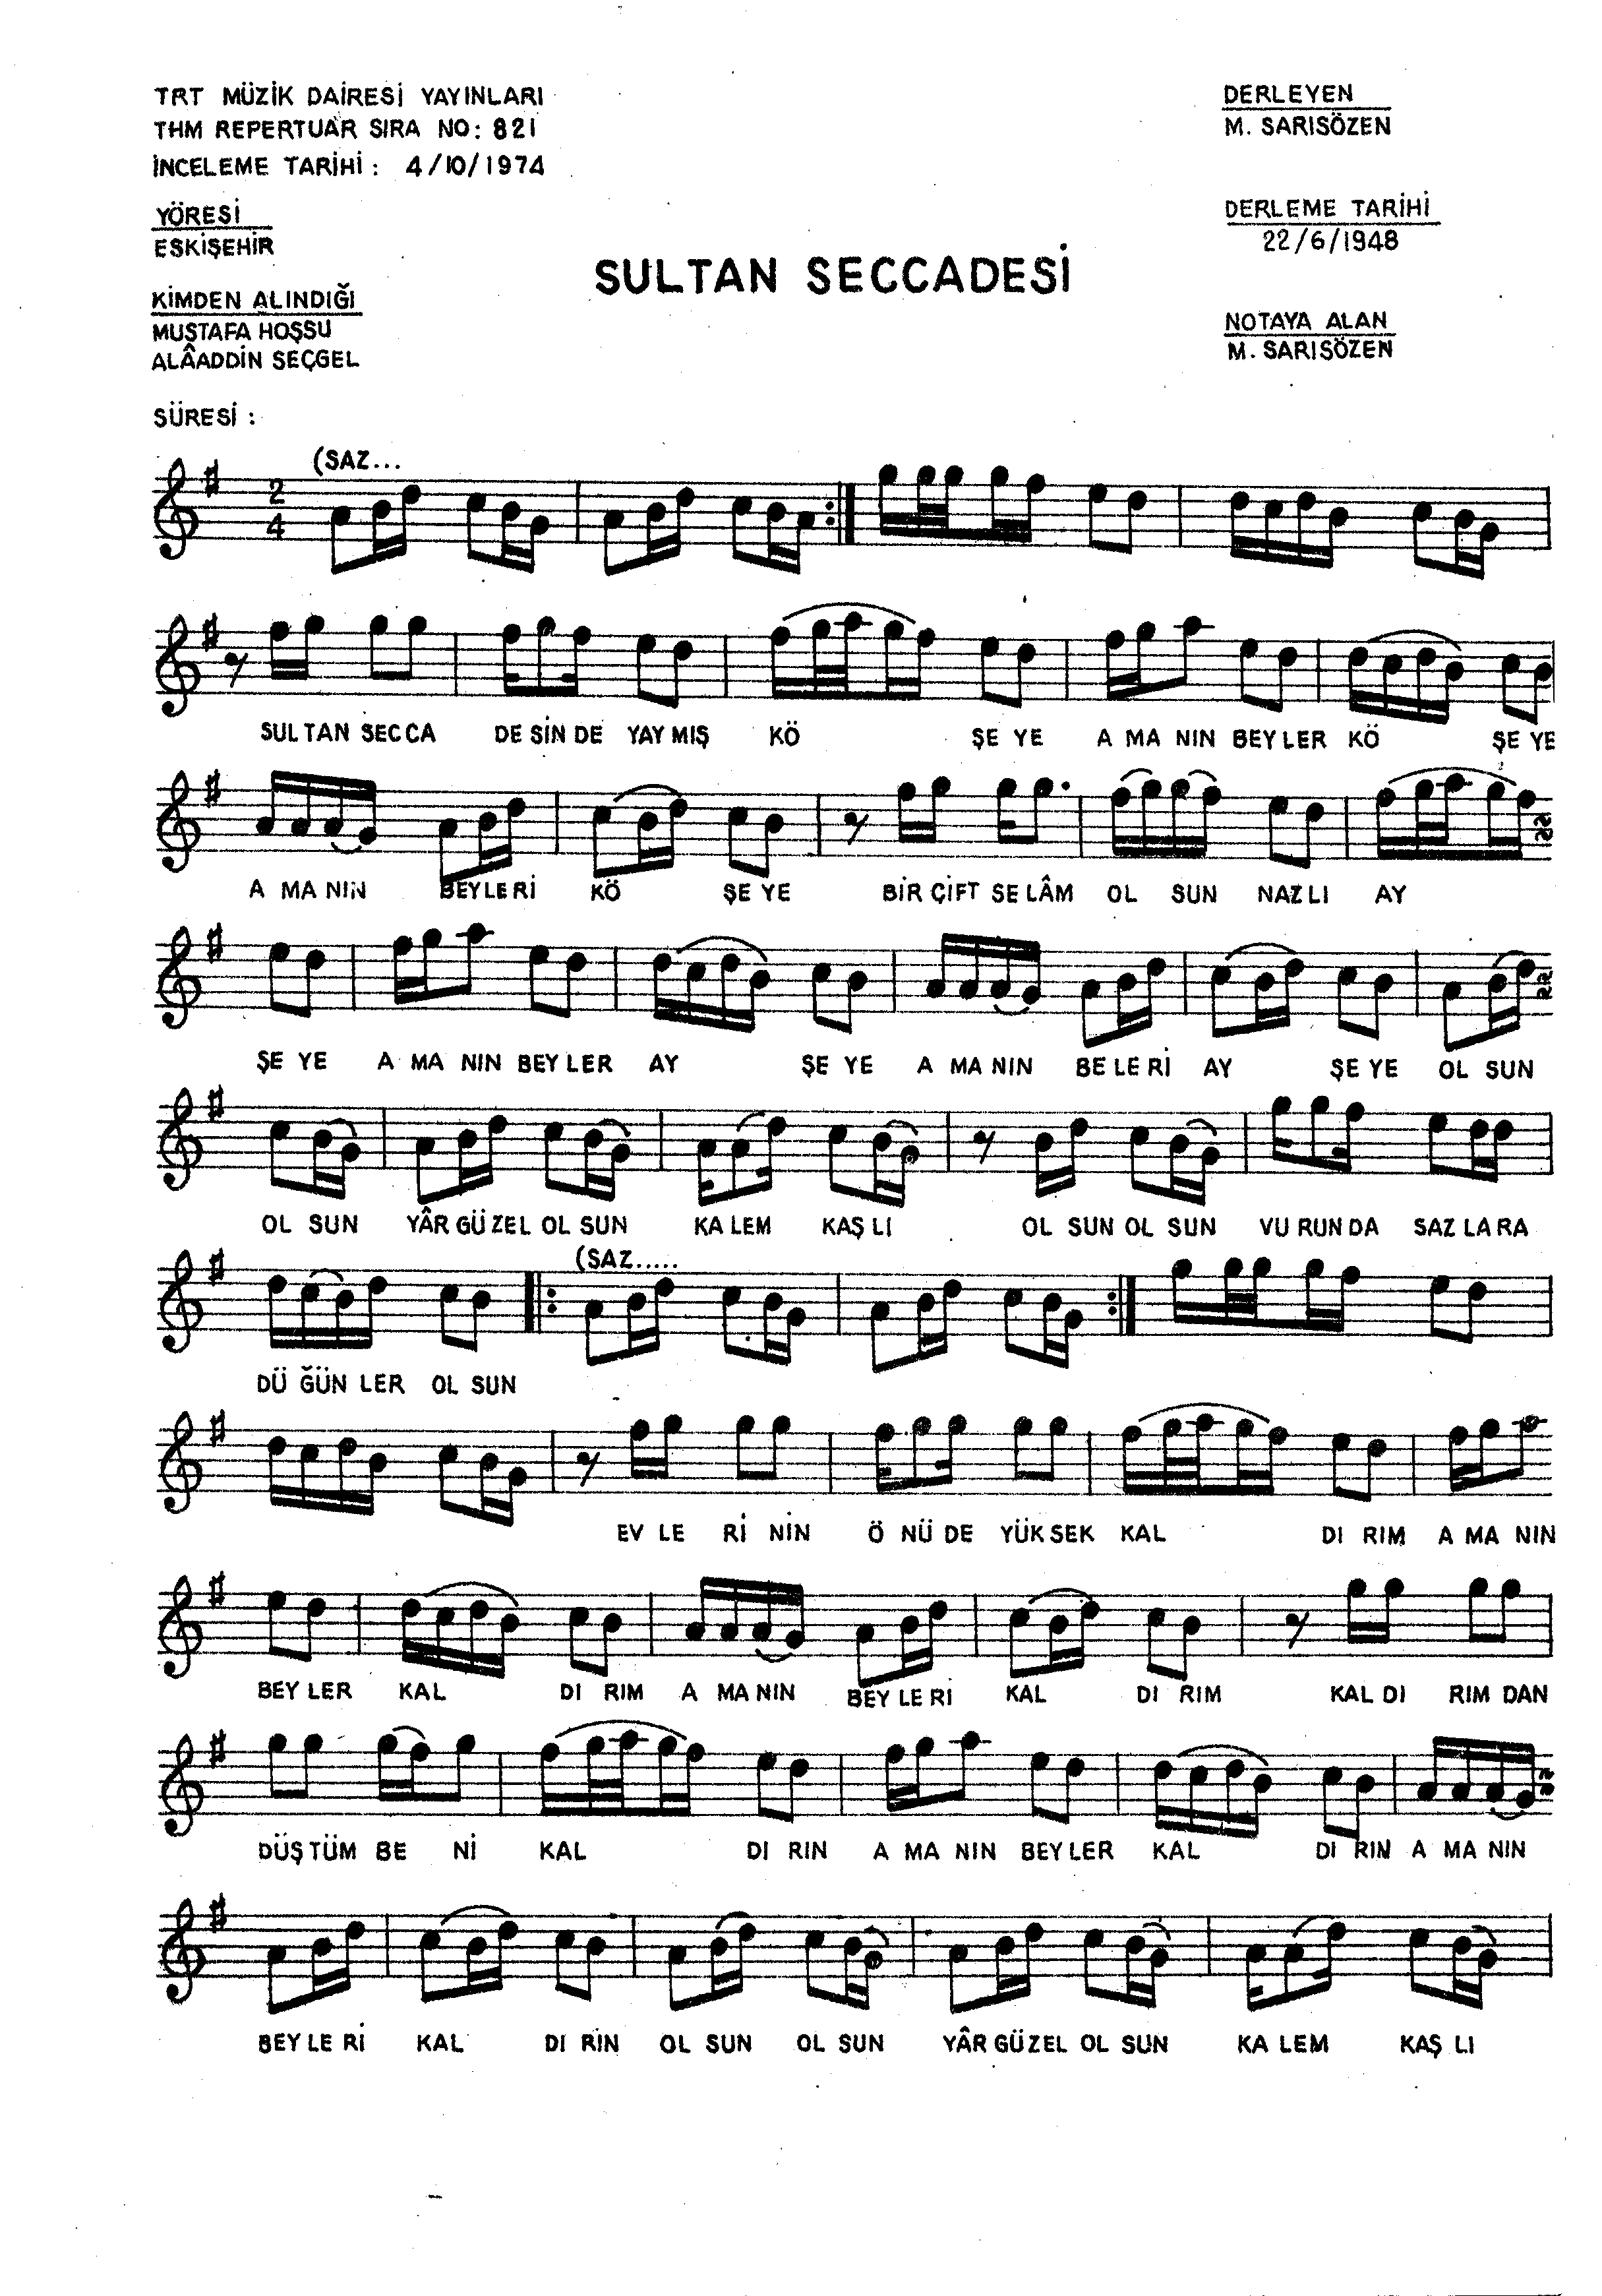 TRT MÜZİK DAİRESİ YAYINLARI
THM REPERTUAR SIRA NO: 821
İNCELEME TARİHİ : 4/10/1974
YÖRESİ
ESKİŞEHİR
KİMDEN ALINDIĞI
MUSTAFA HOŞSU
ALÂADDİN SEÇGEL
SÜRESİ :
SULTAN SECCADESİ
DERLEYEN
M. SARISÖZEN
DERLEME TARİHİ
22/6/1948
NOTAYA ALAN
M. SARISÖZEN
(SAZ...
2
4
SUL TAN SEC CA DE SİN DE YAY MIŞ KÖ ŞE YE A MA NIN BEY LER KÖ ŞE YE
A MA NIN BEY LE Rİ KÖ ŞE YE BİR ÇİFT SE LÂM OL SUN NAZ LI AY
ŞE YE A MA NIN BEY LER AY ŞE YE A MA NIN BE LE Rİ AY ŞE YE OL SUN
OL SUN YÂR GÜ ZEL OL SUN KA LEM KAŞ LI OL SUN OL SUN VU RUN DA SAZ LA RA
(SAZ.....
DÜ ĞÜN LER OL SUN
EV LE Rİ NİN Ö NÜ DE YÜK SEK KAL DI RIM A MA NIN
BEY LER KAL DI RIM A MA NIN BEY LE Rİ KAL DI RIM KAL DI RIM DAN
DÜŞ TÜM BE Nİ KAL DI RIN A MA NIN BEY LER KAL DI RIN A MA NIN
BEY LE Rİ KAL DI RİN OL SUN OL SUN YÂR GÜ ZEL OL SUN KA LEM KAŞ LI